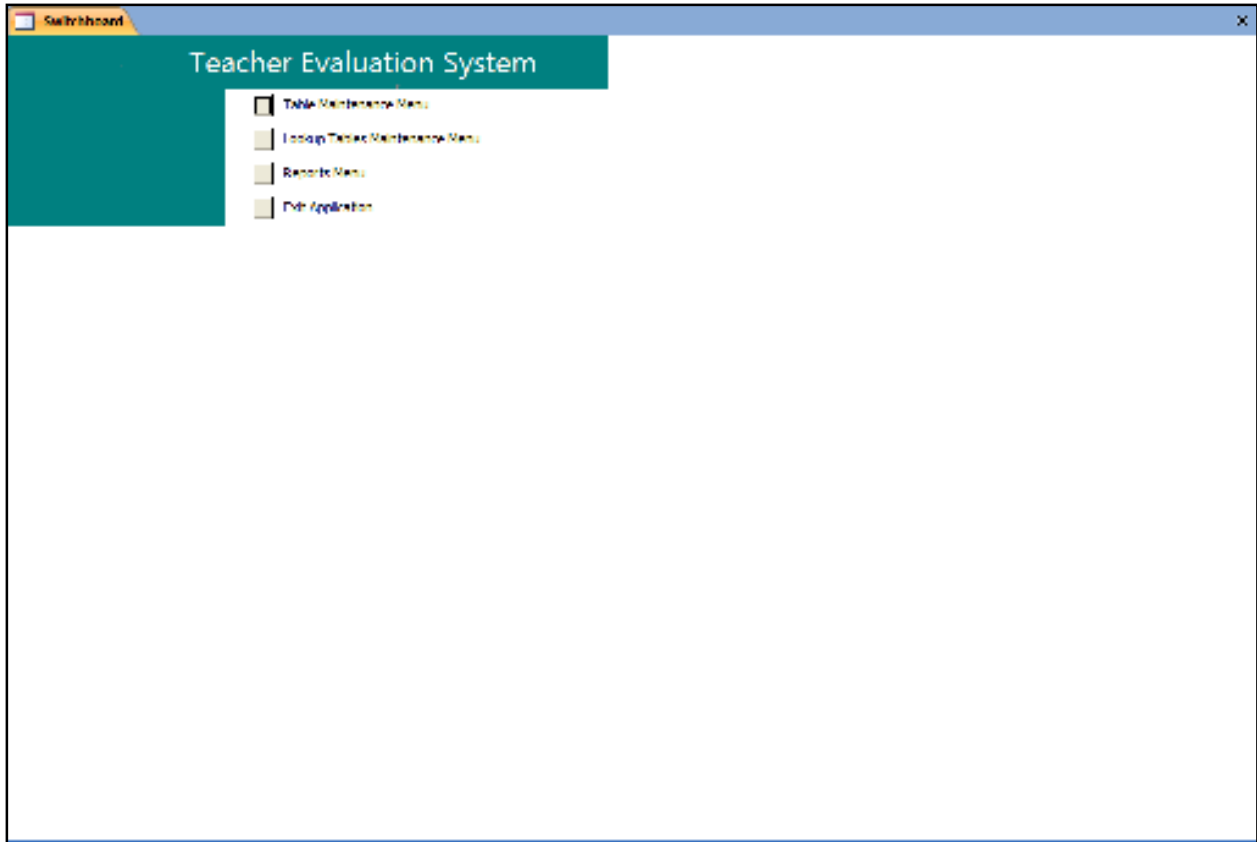 Switchboard
Teacher Evaluation System
Table Maintenance Menu
Lookup Tables Maintenance Menu
Reports Menu
Exit Application